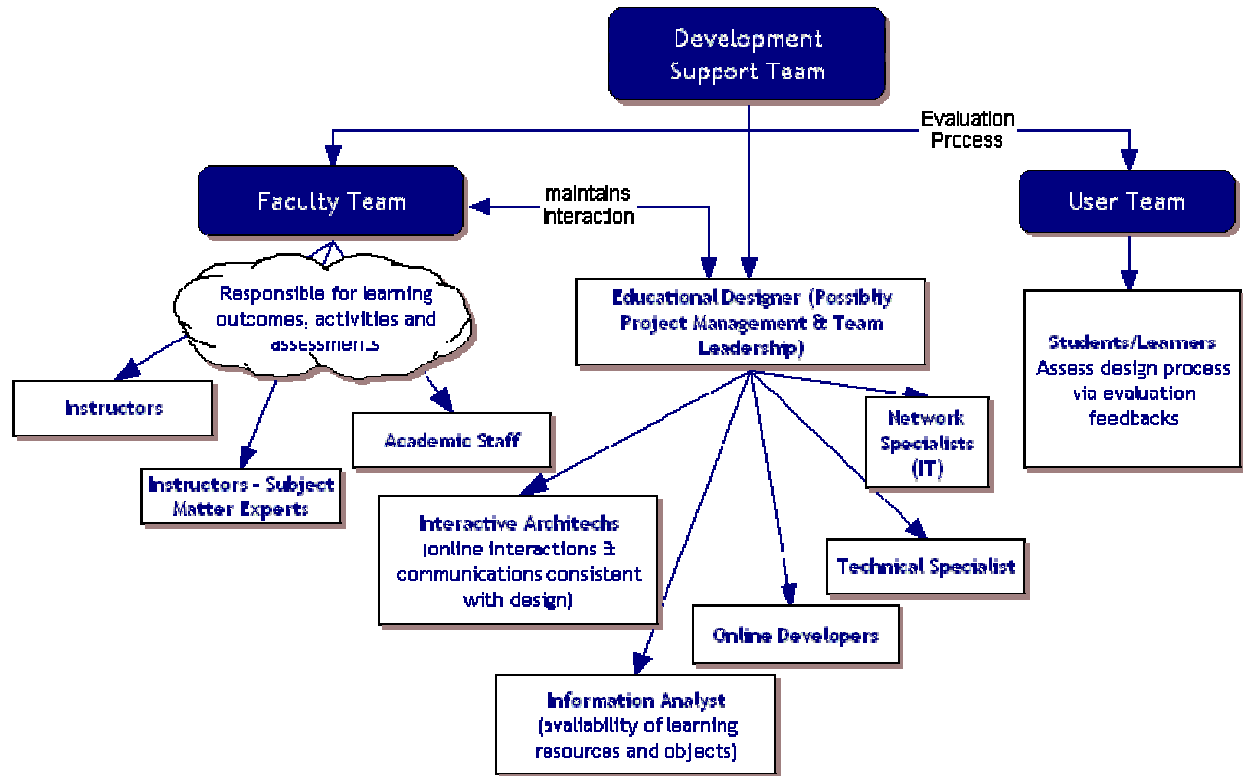 Development
Support Team
Evaluation
Process
Faculty Team
maintains
interaction
User Team
Responsible for learning
outcomes, activities and
assessments
Educational Designer (Possibliy
Project Management & Team
Leadership)
Students/Learners
Assess design process
via evaluation
feedbacks
Instructors
Academic Staff
Network
Specialists
(IT)
Instructors - Subject
Matter Experts
Interactive Architechs
(online interactions &
communications consistent
with design)
Technical Specialist
Online Developers
Information Analyst
(avaliability of learning
resources and objects)